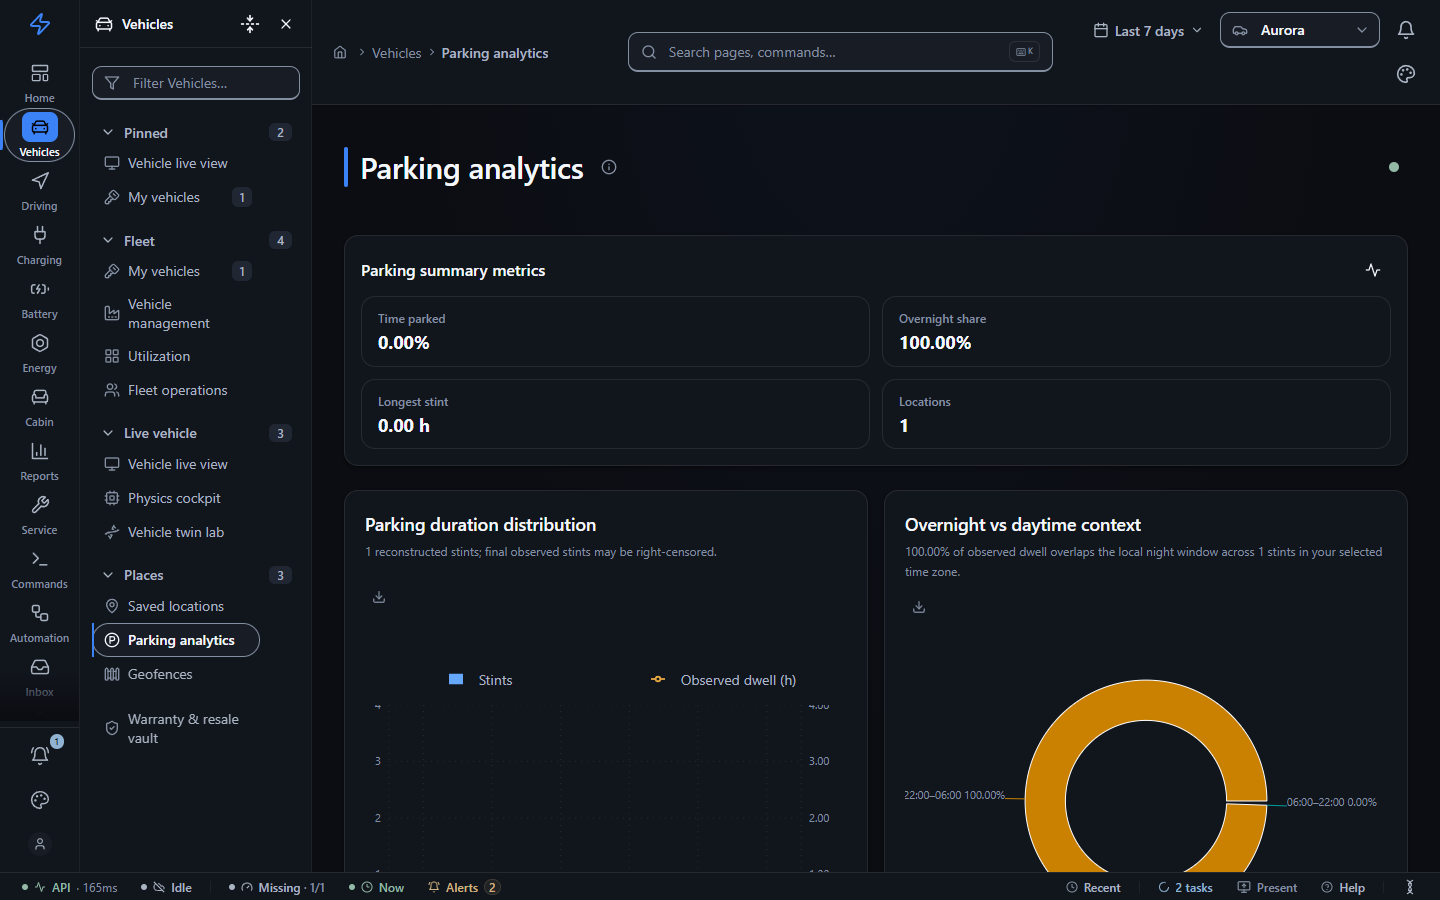 Vehicles
Home
Vehicles
Driving
Charging
Battery
Energy
Cabin
Reports
Service
Commands
Automation
Inbox
1
Filter Vehicles...
Pinned 2
Vehicle live view
My vehicles 1
Fleet 4
My vehicles 1
Vehicle
management
Utilization
Fleet operations
Live vehicle 3
Vehicle live view
Physics cockpit
Vehicle twin lab
Places 3
Saved locations
Parking analytics
Geofences
Warranty & resale
vault
Vehicles Parking analytics
Search pages, commands... K
Last 7 days
Aurora
Parking analytics
Parking summary metrics
Time parked
0.00%
Overnight share
100.00%
Longest stint
0.00 h
Locations
1
Parking duration distribution
1 reconstructed stints; final observed stints may be right-censored.
Stints Observed dwell (h)
4 4.00
3 3.00
2 2.00
1 1.00
Overnight vs daytime context
100.00% of observed dwell overlaps the local night window across 1 stints in your selected
time zone.
22:00–06:00 100.00%
06:00–22:00 0.00%
API · 165ms
Idle
Missing · 1/1
Now
Alerts 2
Recent
2 tasks
Present
Help